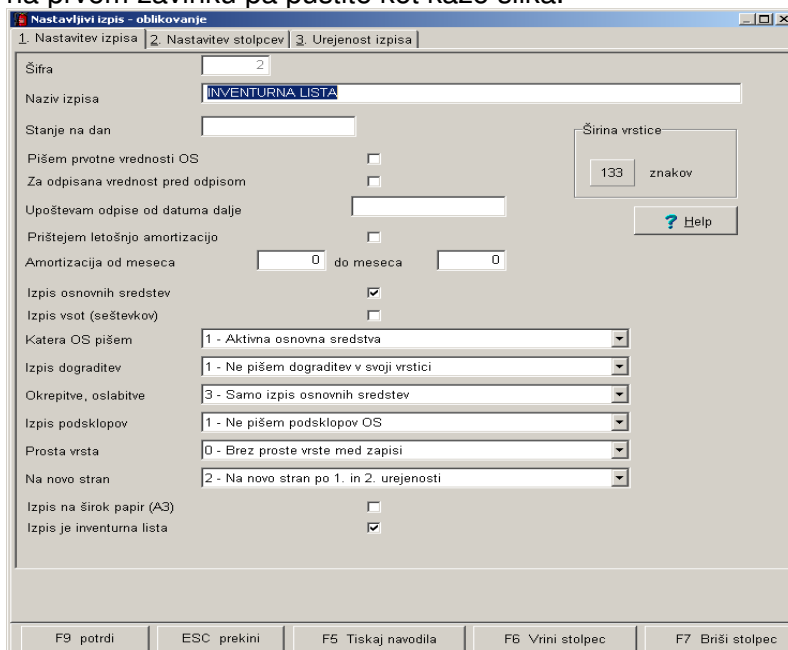 na prvem zavihku pa pustite kot kaže slika:
Nastavljivi izpis - oblikovanje
1. Nastavitev izpisa 2. Nastavitev stolpcev 3. Urejenost izpisa
Šifra 2
Naziv izpisa INVENTURNA LISTA
Stanje na dan
Širina vrstice
Pišem prvotne vrednosti OS
133 znakov
Za odpisana vrednost pred odpisom
Upoštevam odpise od datuma dalje
? Help
Prištejem letošnjo amortizacijo
Amortizacija od meseca 0 do meseca 0
Izpis osnovnih sredstev
Izpis vsot (seštevkov)
Katera OS pišem 1 - Aktivna osnovna sredstva
Izpis dograditev 1 - Ne pišem dograditev v svoji vrstici
Okrepitve, oslabitve 3 - Samo izpis osnovnih sredstev
Izpis podsklopov 1 - Ne pišem podsklopov OS
Prosta vrsta 0 - Brez proste vrste med zapisi
Na novo stran 2 - Na novo stran po 1. in 2. urejenosti
Izpis na širok papir (A3)
Izpis je inventurna lista
F9 potrdi ESC prekini F5 Tiskaj navodila F6 Vrini stolpec F7 Briši stolpec